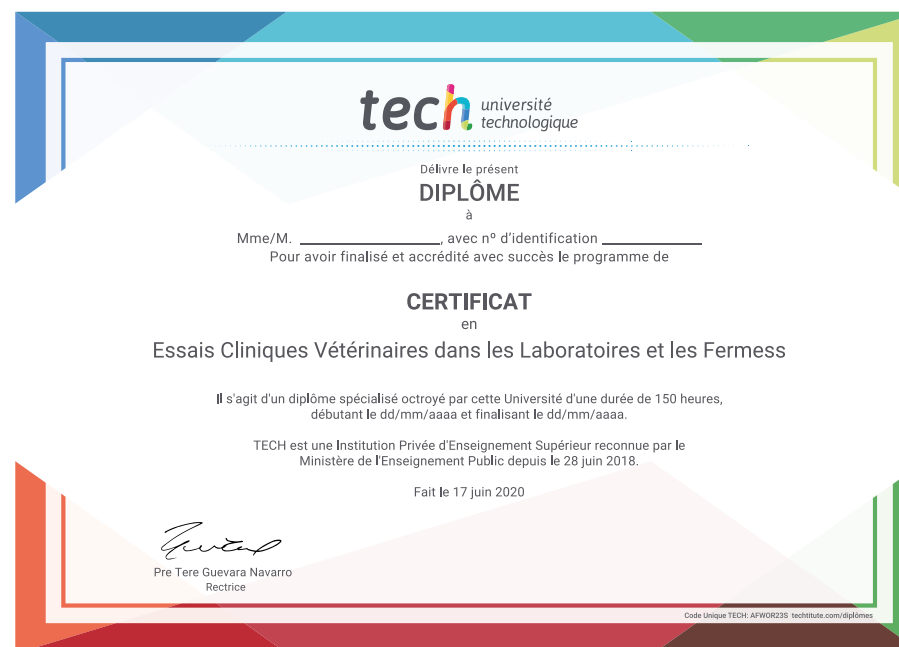 tech université
technologique
Délivre le présent
DIPLÔME
à
Mme/M. ____________, avec nº d'identification ____________
Pour avoir finalisé et accrédité avec succès le programme de
CERTIFICAT
en
Essais Cliniques Vétérinaires dans les Laboratoires et les Fermess
Il s'agit d'un diplôme spécialisé octroyé par cette Université d'une durée de 150 heures,
débutant le dd/mm/aaaa et finalisant le dd/mm/aaaa.
TECH est une Institution Privée d'Enseignement Supérieur reconnue par le
Ministère de l'Enseignement Public depuis le 28 juin 2018.
Fait le 17 juin 2020
Pre Tere Guevara Navarro
Rectrice
Code Unique TECH: AFWOR23S techtitute.com/diplômes